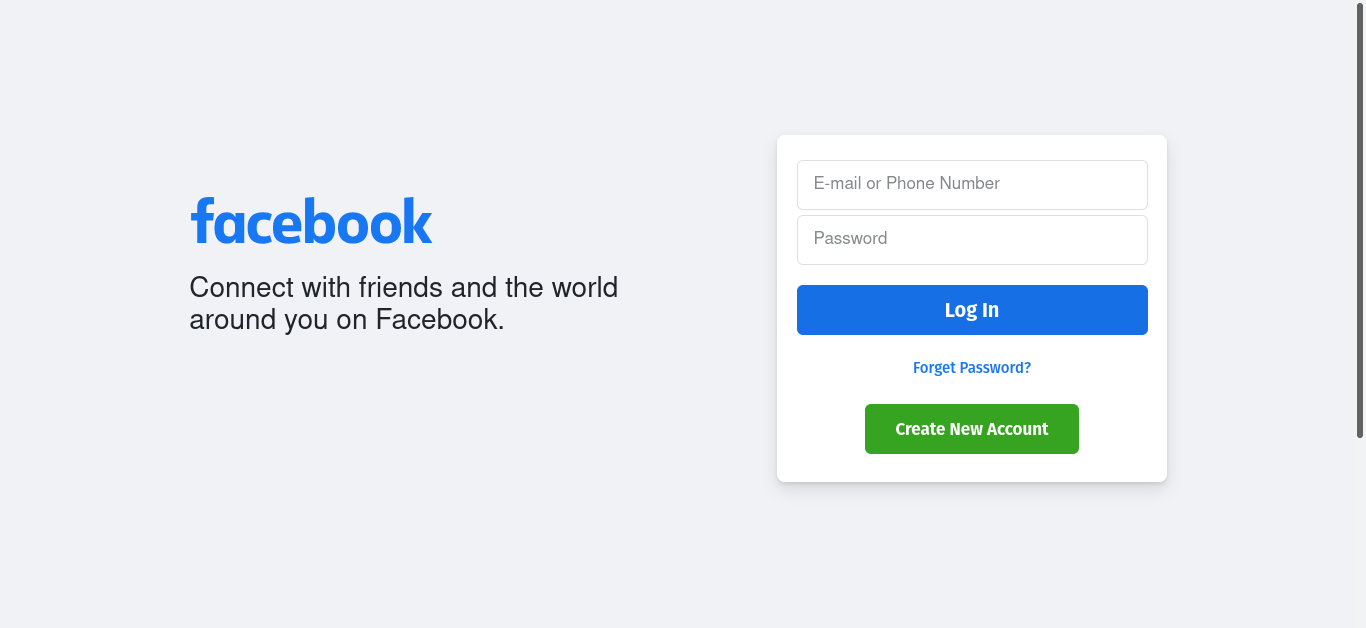 facebook
Connect with friends and the world
around you on Facebook.
E-mail or Phone Number
Password
Log In
Forget Password?
Create New Account